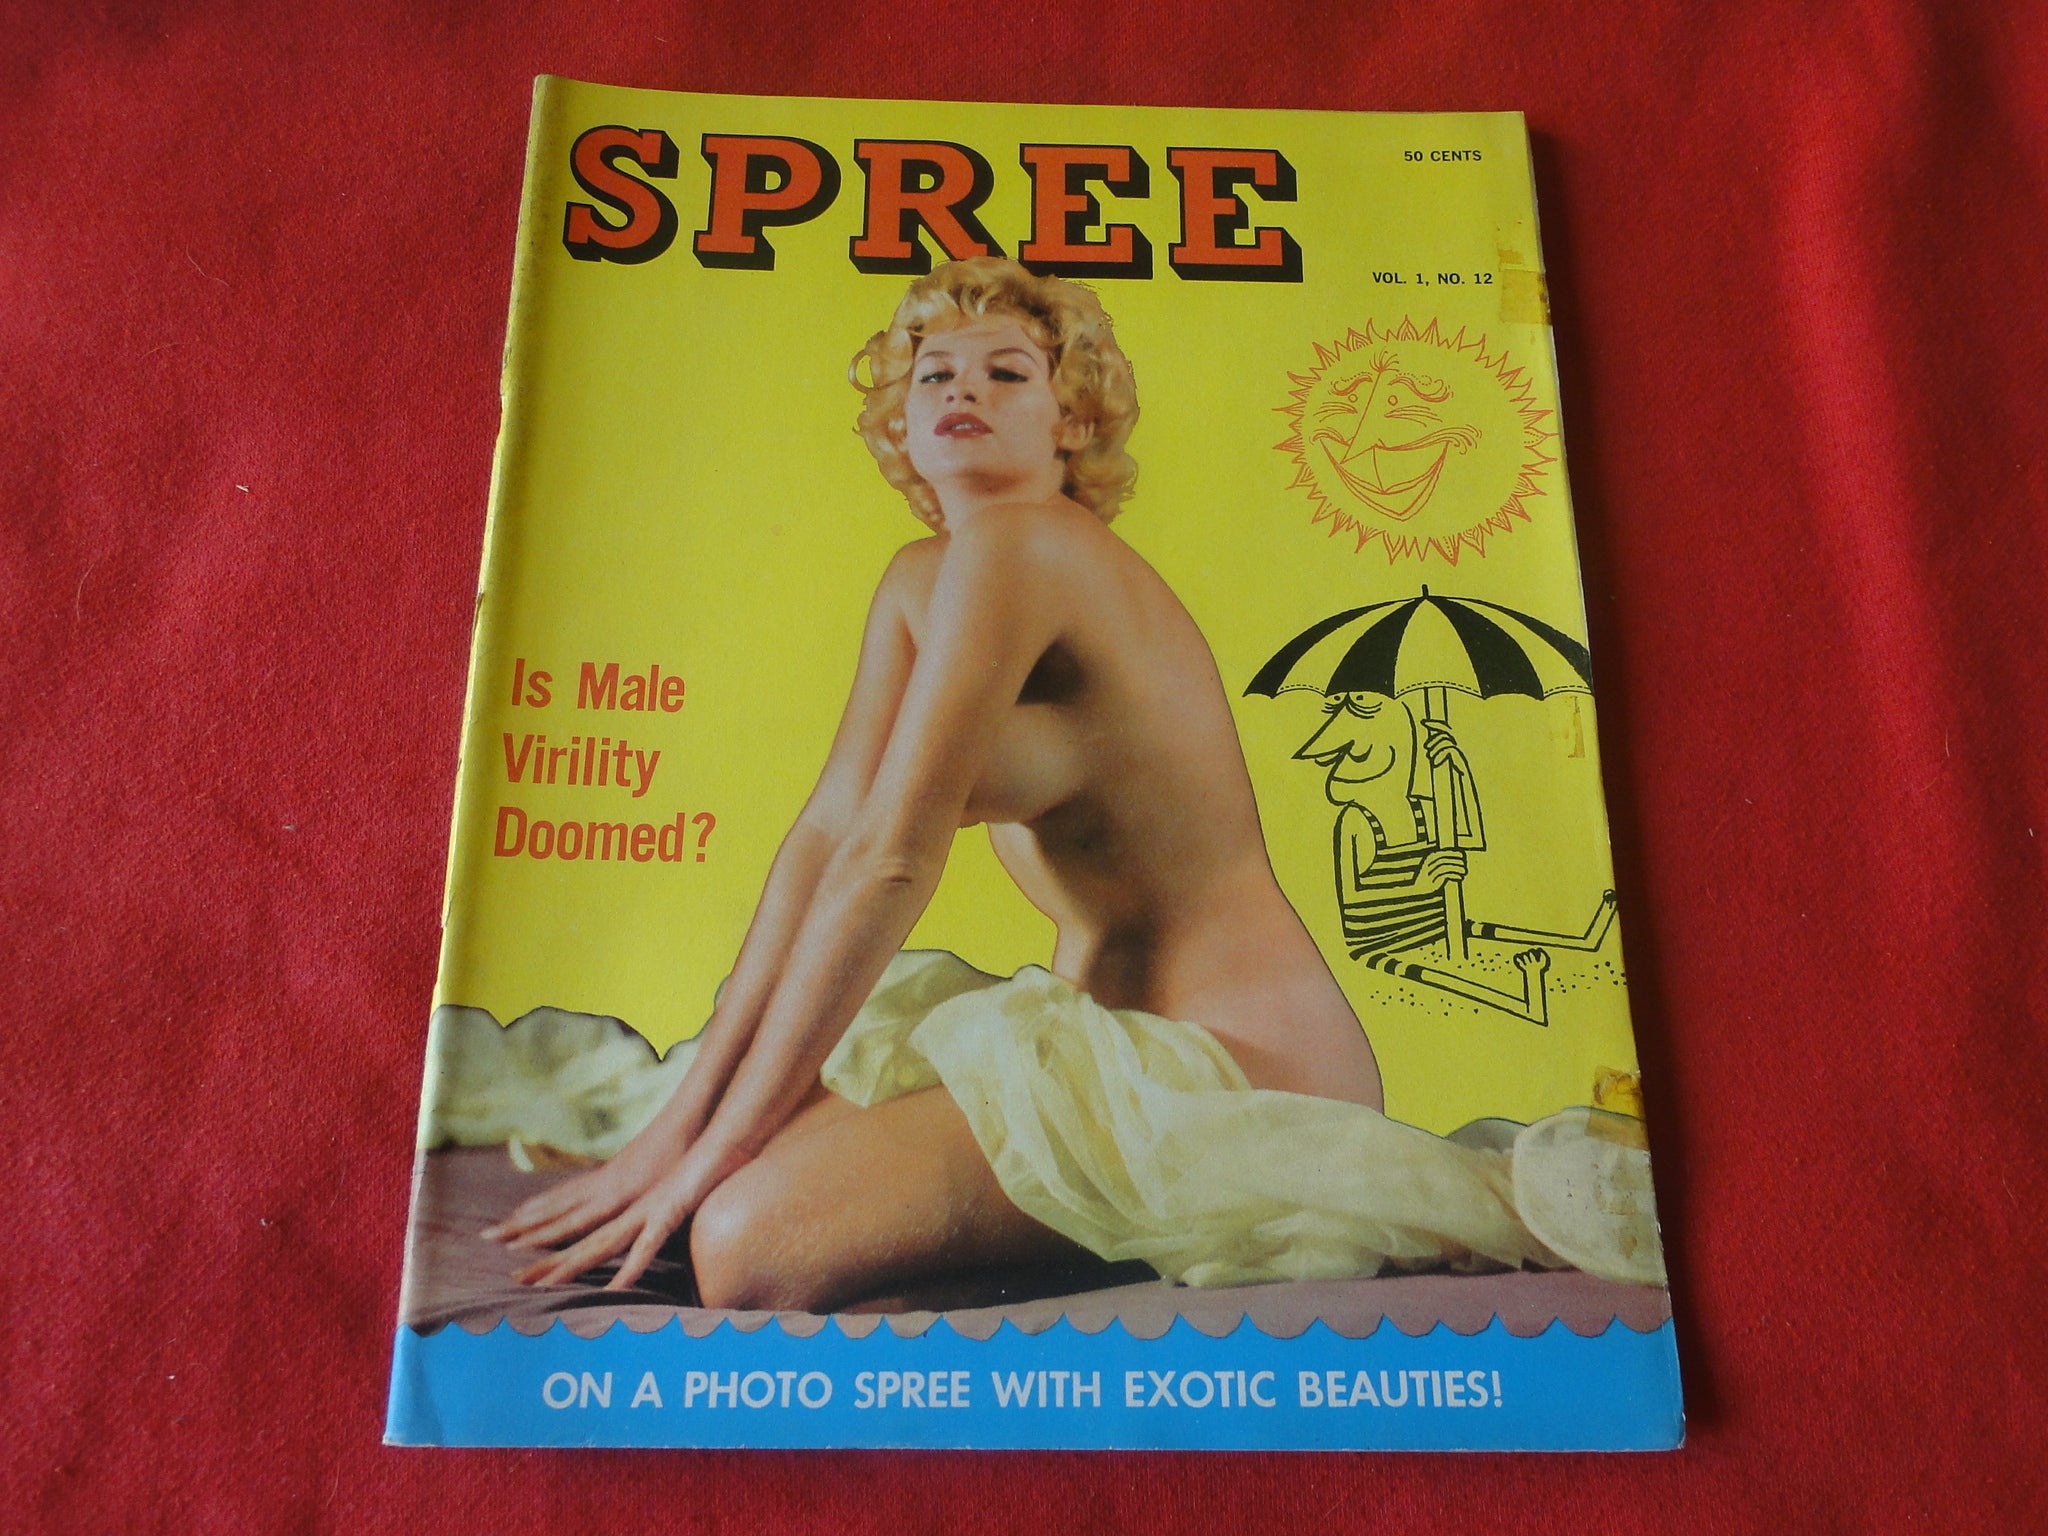 SPREE
50 CENTS
VOL. 1, NO. 12
Is Male
Virility
Doomed?
ON A PHOTO SPREE WITH EXOTIC BEAUTIES!